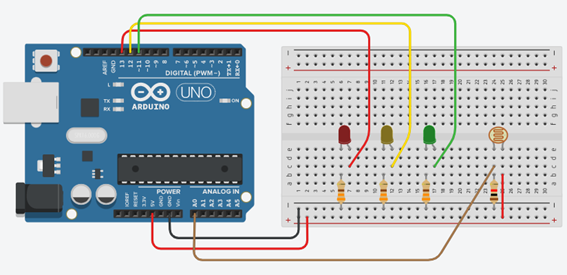 AREF
GND
13
12
~11
~10
~9
8
7
~6
~5
4
~3
2
TX→1
RX←0
DIGITAL (PWM~)
L
TX
RX
ARDUINO
UNO
ON
IOREF
RESET
3.3V
5V
GND
GND
Vin
POWER
ANALOG IN
A0
A1
A2
A3
A4
A5
f g h i j
a b c d e